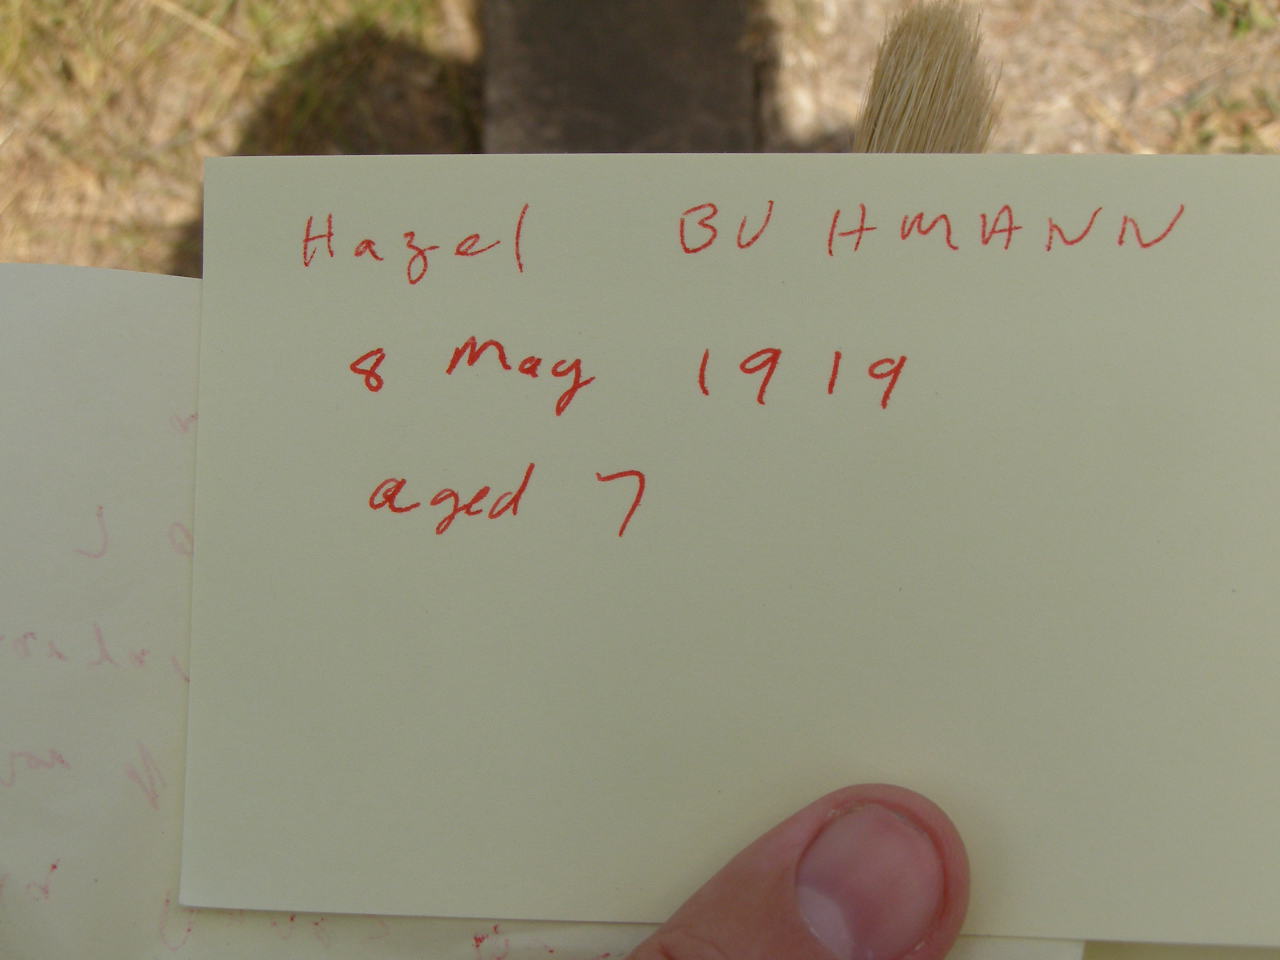 Hazel BUHMANN
8 May 1919
aged 7